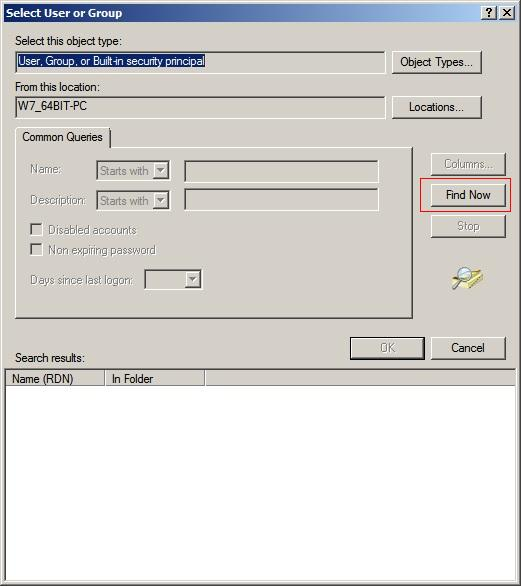 Select User or Group
Select this object type:
User, Group, or Built-in security principal
Object Types...
From this location:
W7_64BIT-PC
Locations...
Common Queries
Name:
Starts with
Columns...
Description:
Starts with
Find Now
Disabled accounts
Stop
Non expiring password
Days since last logon:
OK
Cancel
Search results:
Name (RDN)
In Folder